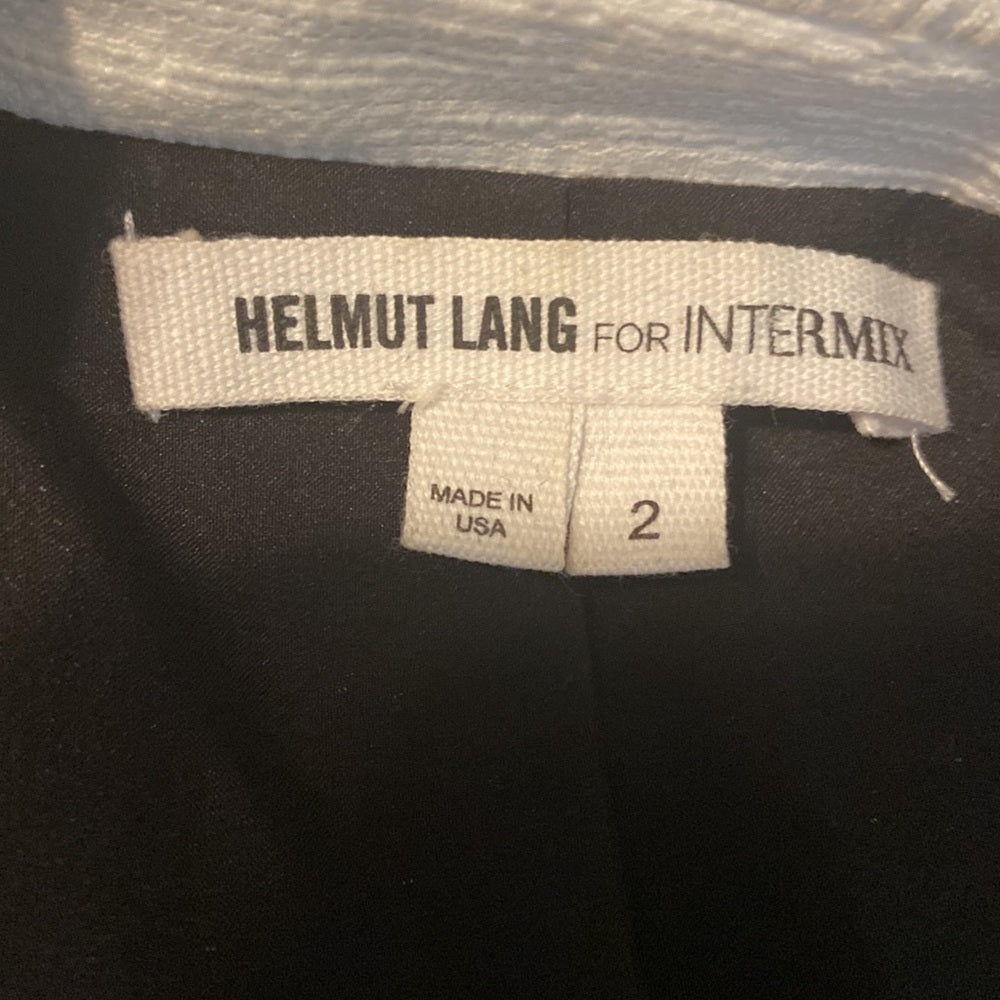 HELMUT LANG FOR INTERMIX
MADE IN
USA
2